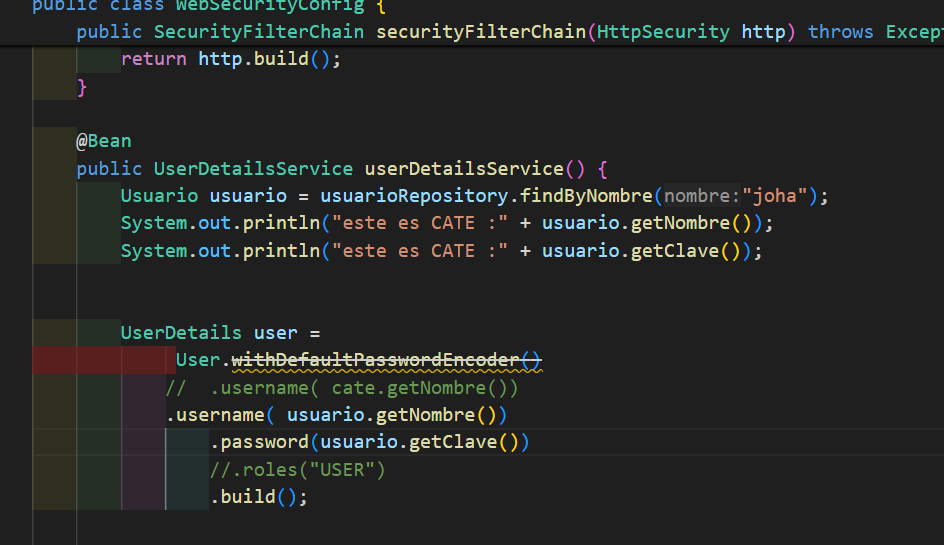 public class WebSecurityConfig {
public SecurityFilterChain securityFilterChain(HttpSecurity http) throws Except
return http.build();
}
@Bean
public UserDetailsService userDetailsService() {
Usuario usuario = usuarioRepository.findByNombre(nombre:"joha");
System.out.println("este es CATE :" + usuario.getNombre());
System.out.println("este es CATE :" + usuario.getClave());
UserDetails user =
User.withDefaultPasswordEncoder()
// .username( cate.getNombre())
.username( usuario.getNombre())
.password(usuario.getClave())
//.roles("USER")
.build();